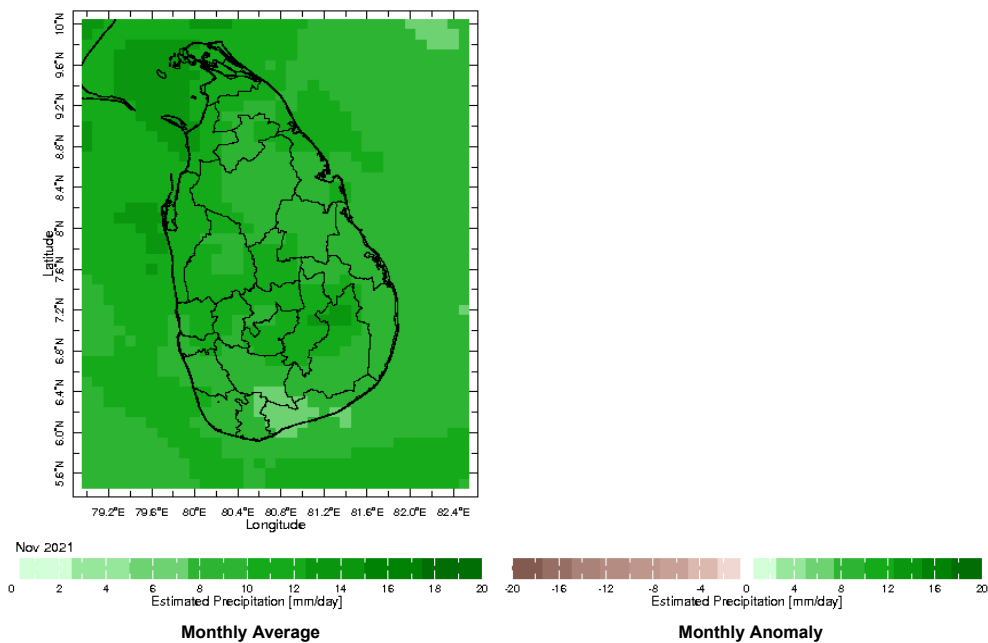 10°N
9.6°N
9.2°N
8.8°N
8.4°N
8°N
7.6°N
7.2°N
6.8°N
6.4°N
6.0°N
5.6°N
Latitude
79.2°E 79.6°E 80°E 80.4°E 80.8°E 81.2°E 81.6°E 82.0°E 82.4°E
Longitude
Nov 2021
0 2 4 6 8 10 12 14 16 18 20
Estimated Precipitation [mm/day]
Monthly Average
-20 -16 -12 -8 -4 0 4 8 12 16 20
Estimated Precipitation [mm/day]
Monthly Anomaly